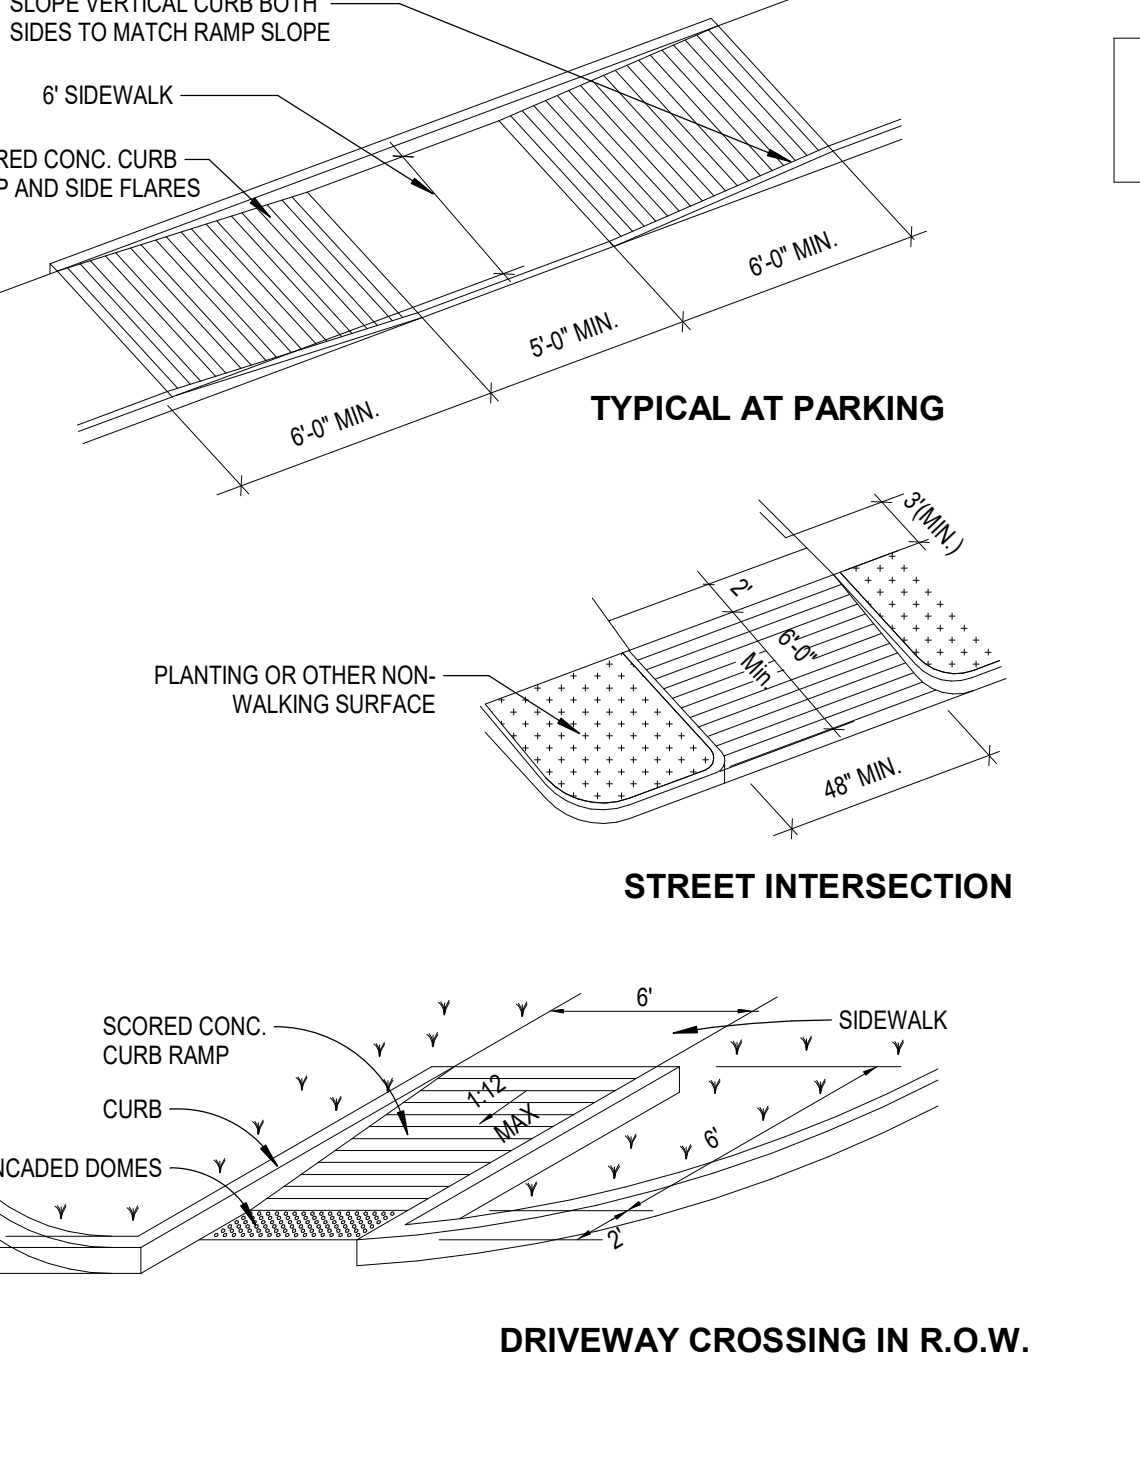 SLOPE VERTICAL CURB BOTH
SIDES TO MATCH RAMP SLOPE
6' SIDEWALK
CONC. CURB
AND SIDE FLARES
6'-0" MIN.
5'-0" MIN.
6'-0" MIN.
TYPICAL AT PARKING
3'(MIN.)
2'
6'-0"
Min.
PLANTING OR OTHER NON-
WALKING SURFACE
48" MIN.
STREET INTERSECTION
6'
SCORED CONC.
CURB RAMP
SIDEWALK
1:12
MAX
CURB
6'
DOMES
2'
DRIVEWAY CROSSING IN R.O.W.